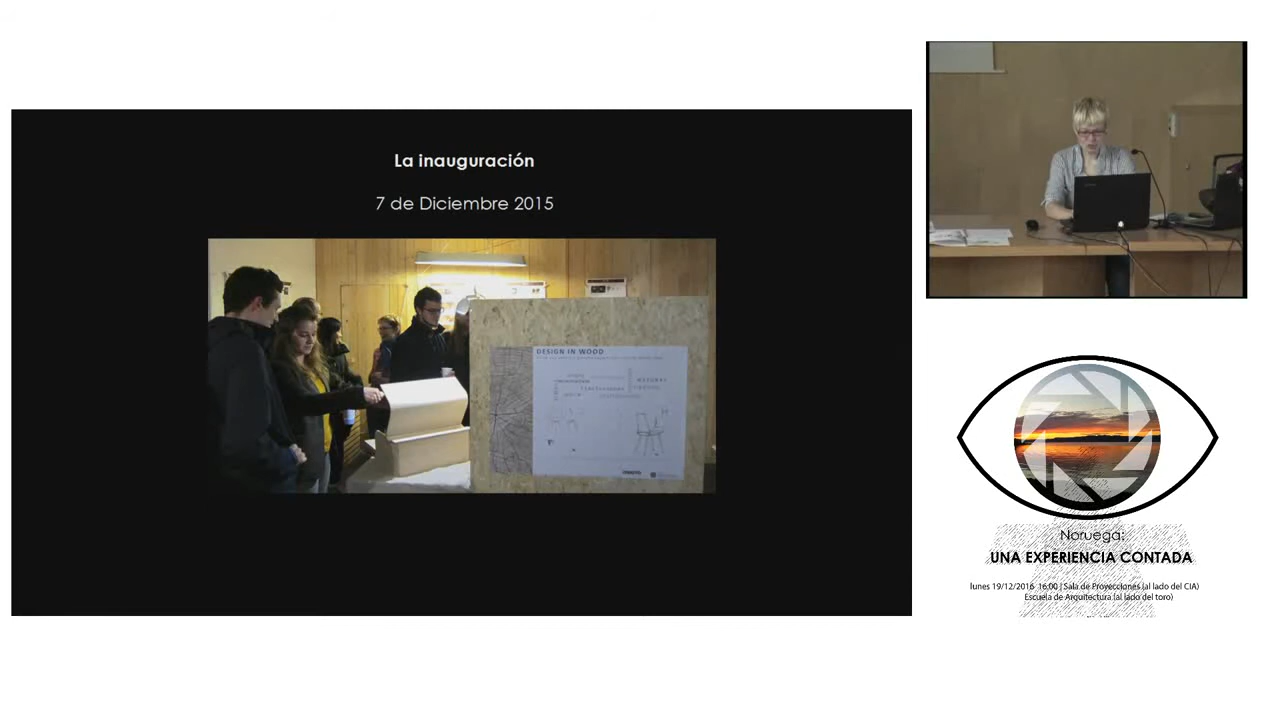 La inauguración
7 de Diciembre 2015
DESIGN IN WOOD
Noruega:
UNA EXPERIENCIA CONTADA
lunes 19/12/2016 16:00 | Sala de Proyecciones (al lado del CIA)
Escuela de Arquitectura (al lado del toro)